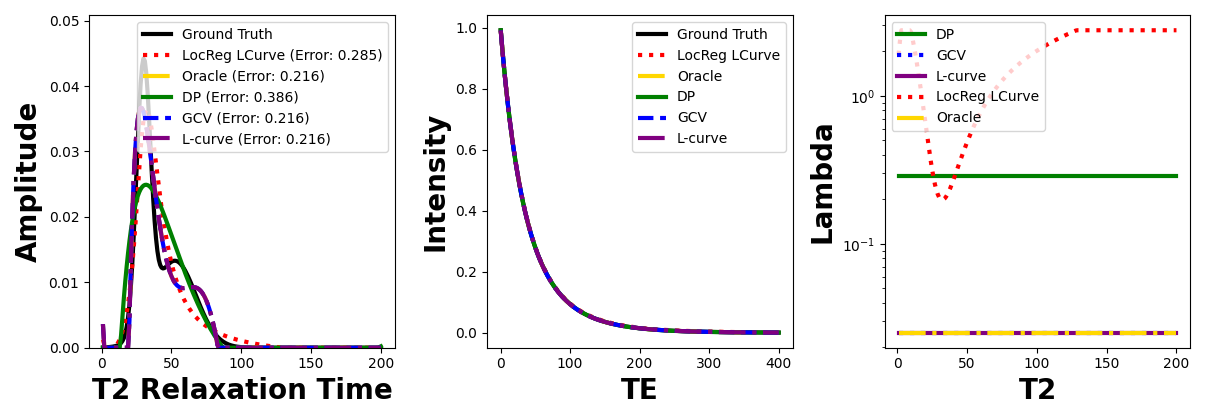 0.05
0.04
0.03
0.02
0.01
0.00
Amplitude
Ground Truth
LocReg LCurve (Error: 0.285)
Oracle (Error: 0.216)
DP (Error: 0.386)
GCV (Error: 0.216)
L-curve (Error: 0.216)
0 50 100 150 200
T2 Relaxation Time
1.0
0.8
0.6
0.4
0.2
0.0
Intensity
Ground Truth
LocReg LCurve
Oracle
DP
GCV
L-curve
0 100 200 300 400
TE
10⁰
10⁻¹
Lambda
DP
GCV
L-curve
LocReg LCurve
Oracle
0 50 100 150 200
T2